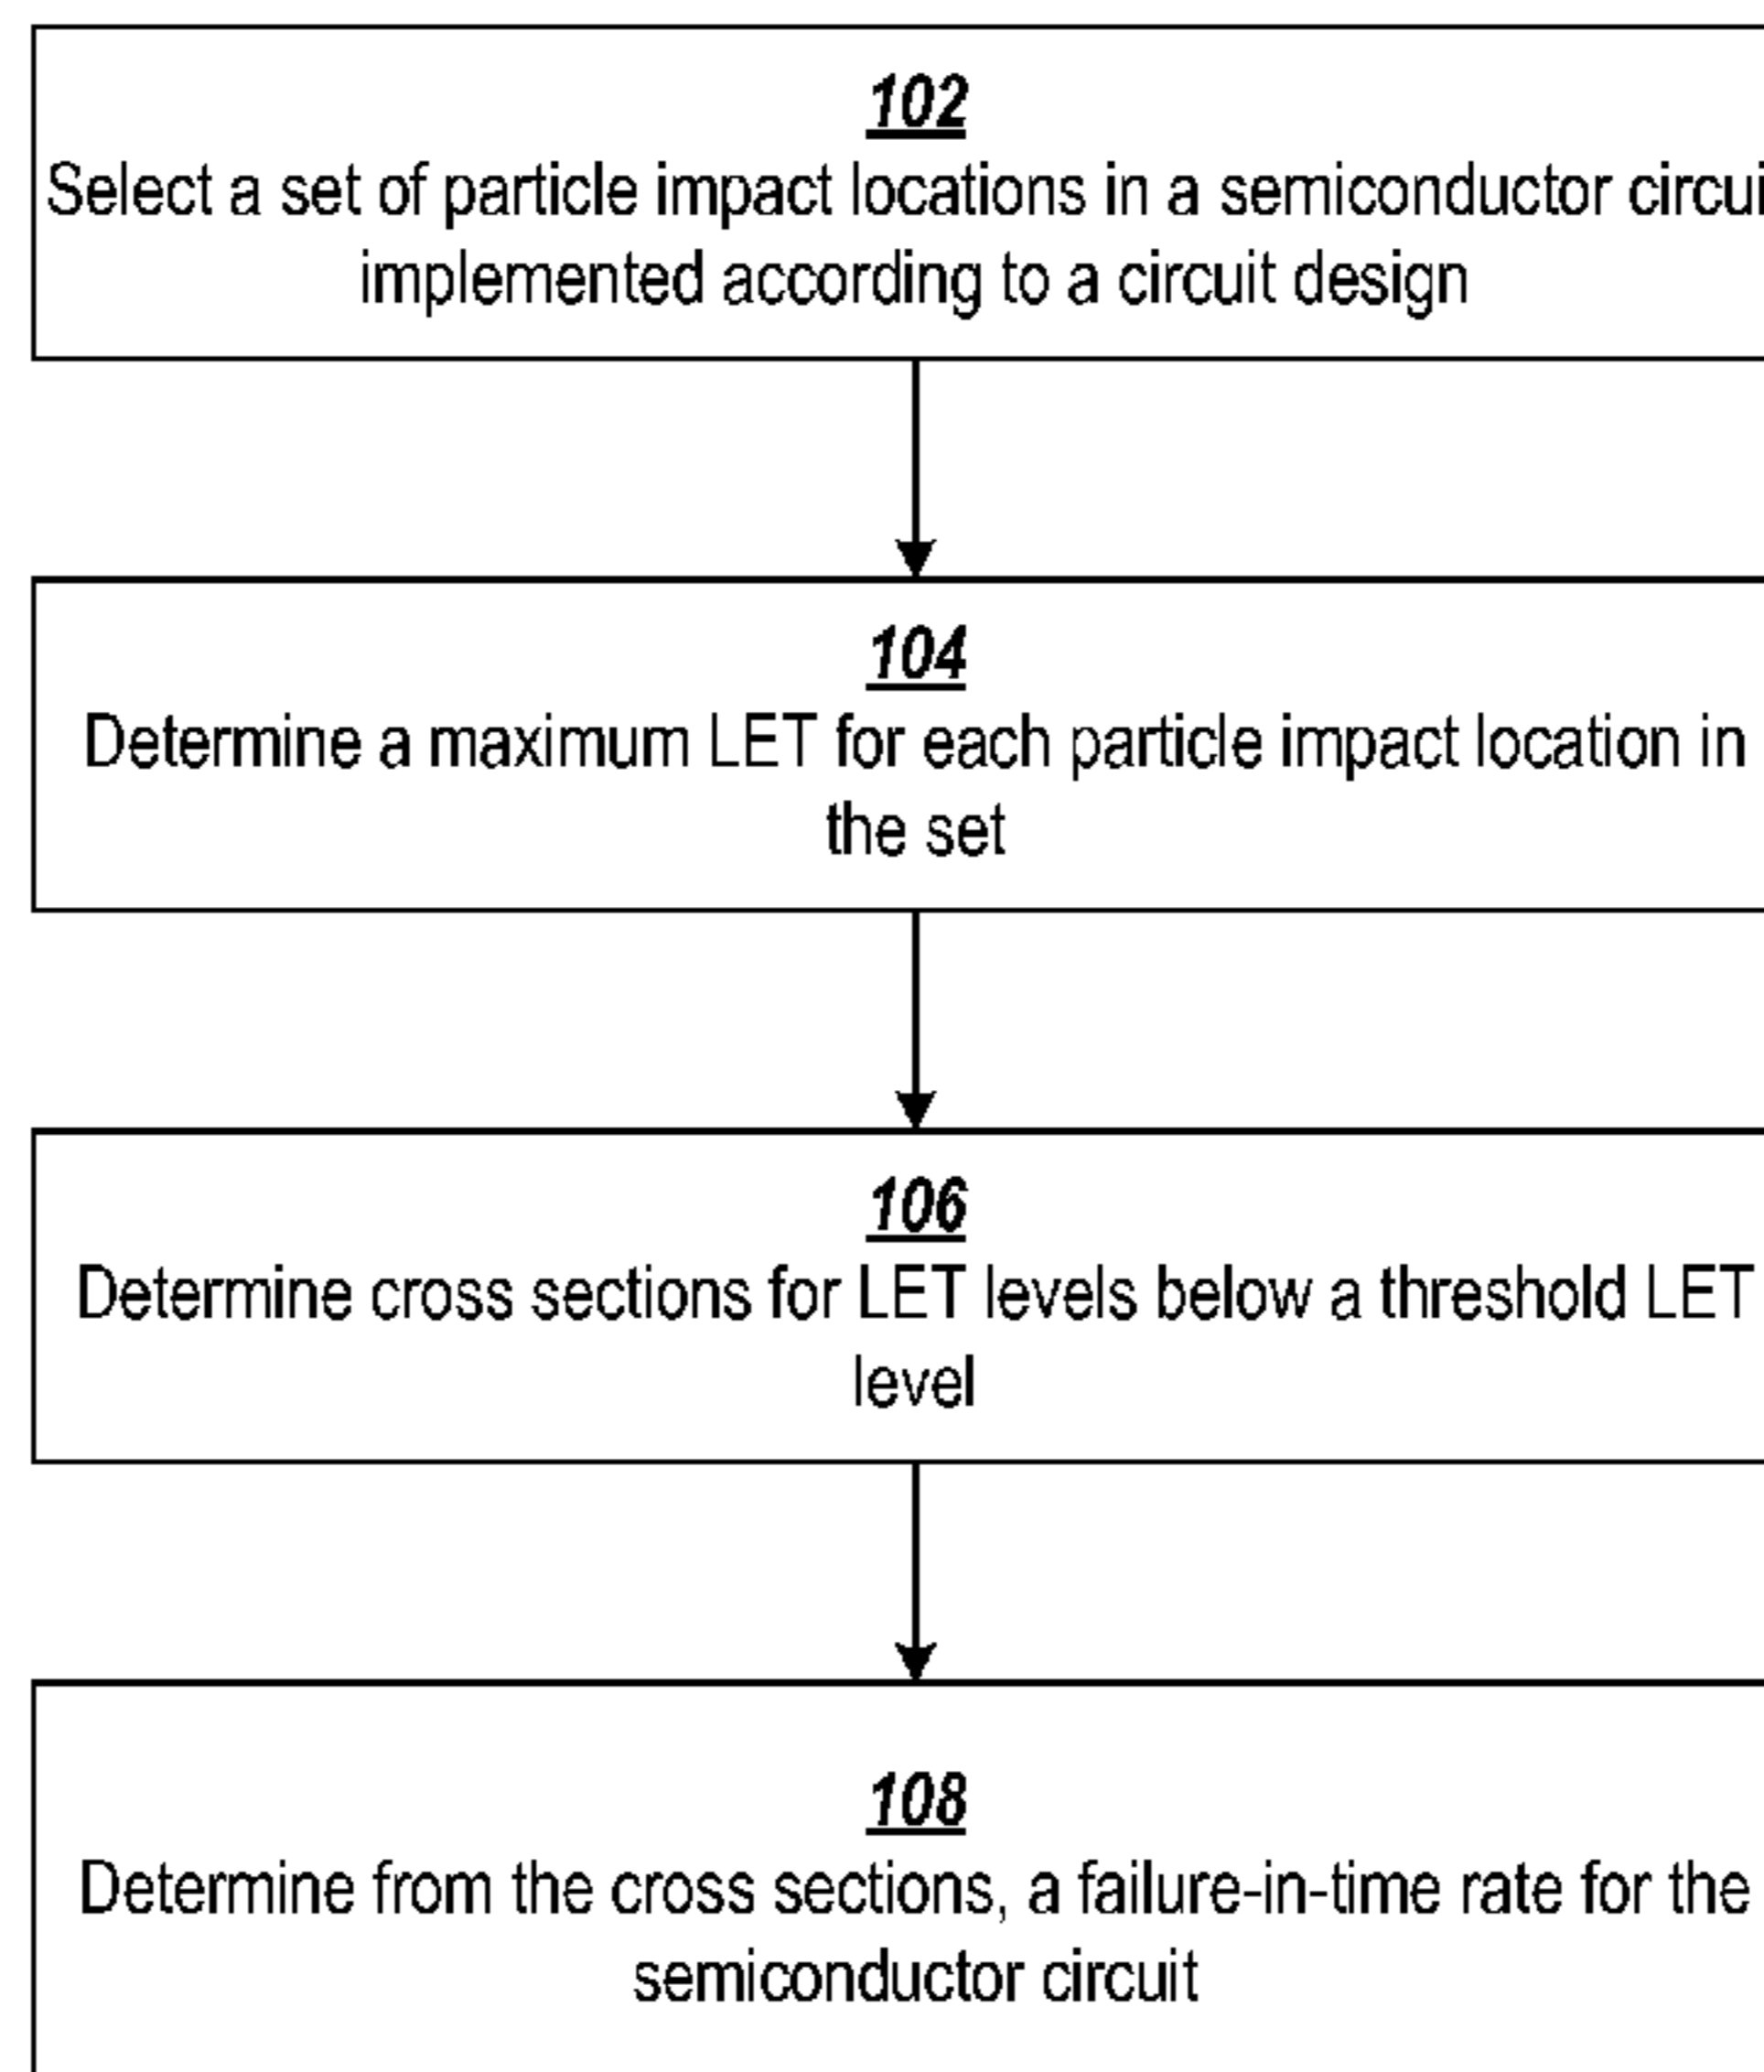 102
Select a set of particle impact locations in a semiconductor circui
implemented according to a circuit design
104
Determine a maximum LET for each particle impact location in
the set
106
Determine cross sections for LET levels below a threshold LET
level
108
Determine from the cross sections, a failure-in-time rate for the
semiconductor circuit